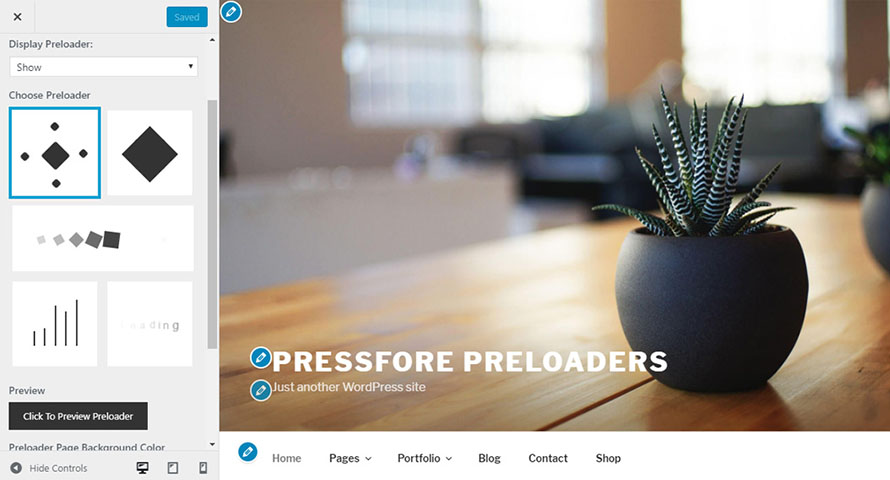 Saved
Display Preloader:
Show
Choose Preloader
loading
Preview
Click To Preview Preloader
Preloader Page Background Color
Hide Controls
PRESSFORE PRELOADERS
Just another WordPress site
Home Pages Portfolio Blog Contact Shop